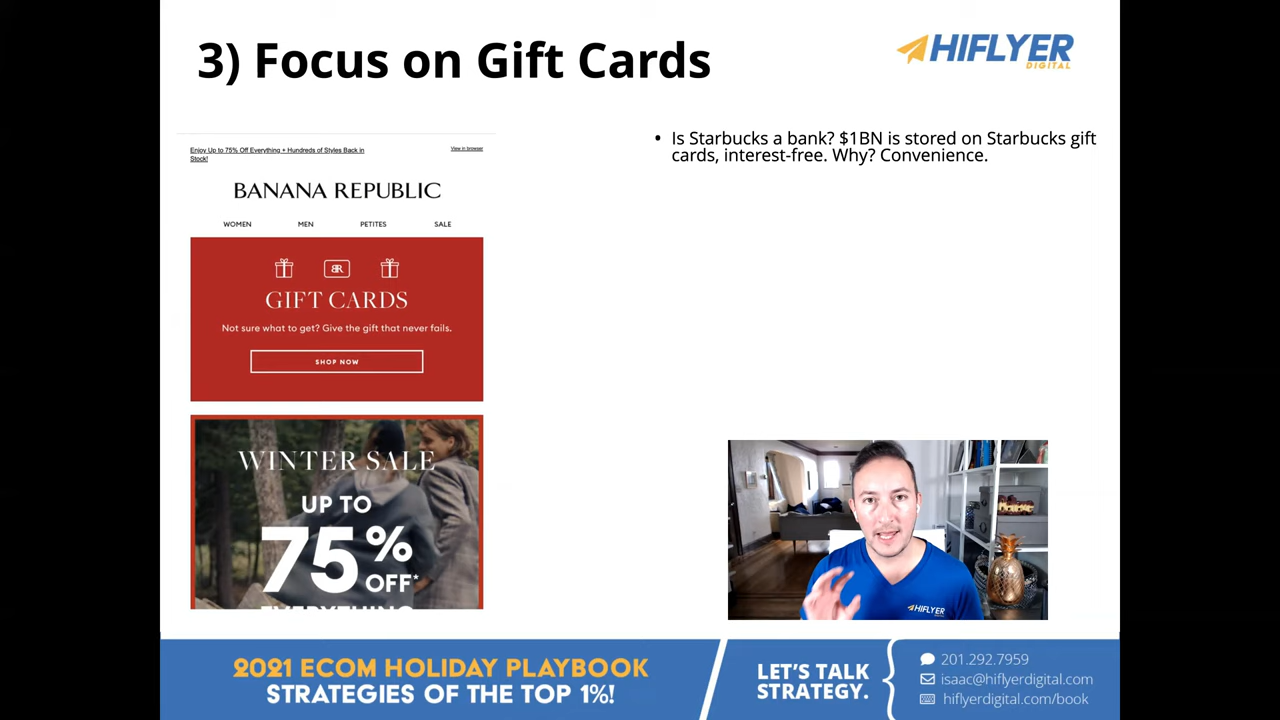 3) Focus on Gift Cards
HIFLYER
DIGITAL
Enjoy Up to 75% Off Everything + Hundreds of Styles Back in
Stock!
View in browser
BANANA REPUBLIC
WOMEN MEN PETITES SALE
BR
GIFT CARDS
Not sure what to get? Give the gift that never fails.
SHOP NOW
WINTER SALE
UP TO
75%
OFF*
EVERYTHING
• Is Starbucks a bank? $1BN is stored on Starbucks gift
cards, interest-free. Why? Convenience.
HIFLYER
2021 ECOM HOLIDAY PLAYBOOK
STRATEGIES OF THE TOP 1%!
LET'S TALK
STRATEGY.
201.292.7959
isaac@hiflyerdigital.com
hiflyerdigital.com/book